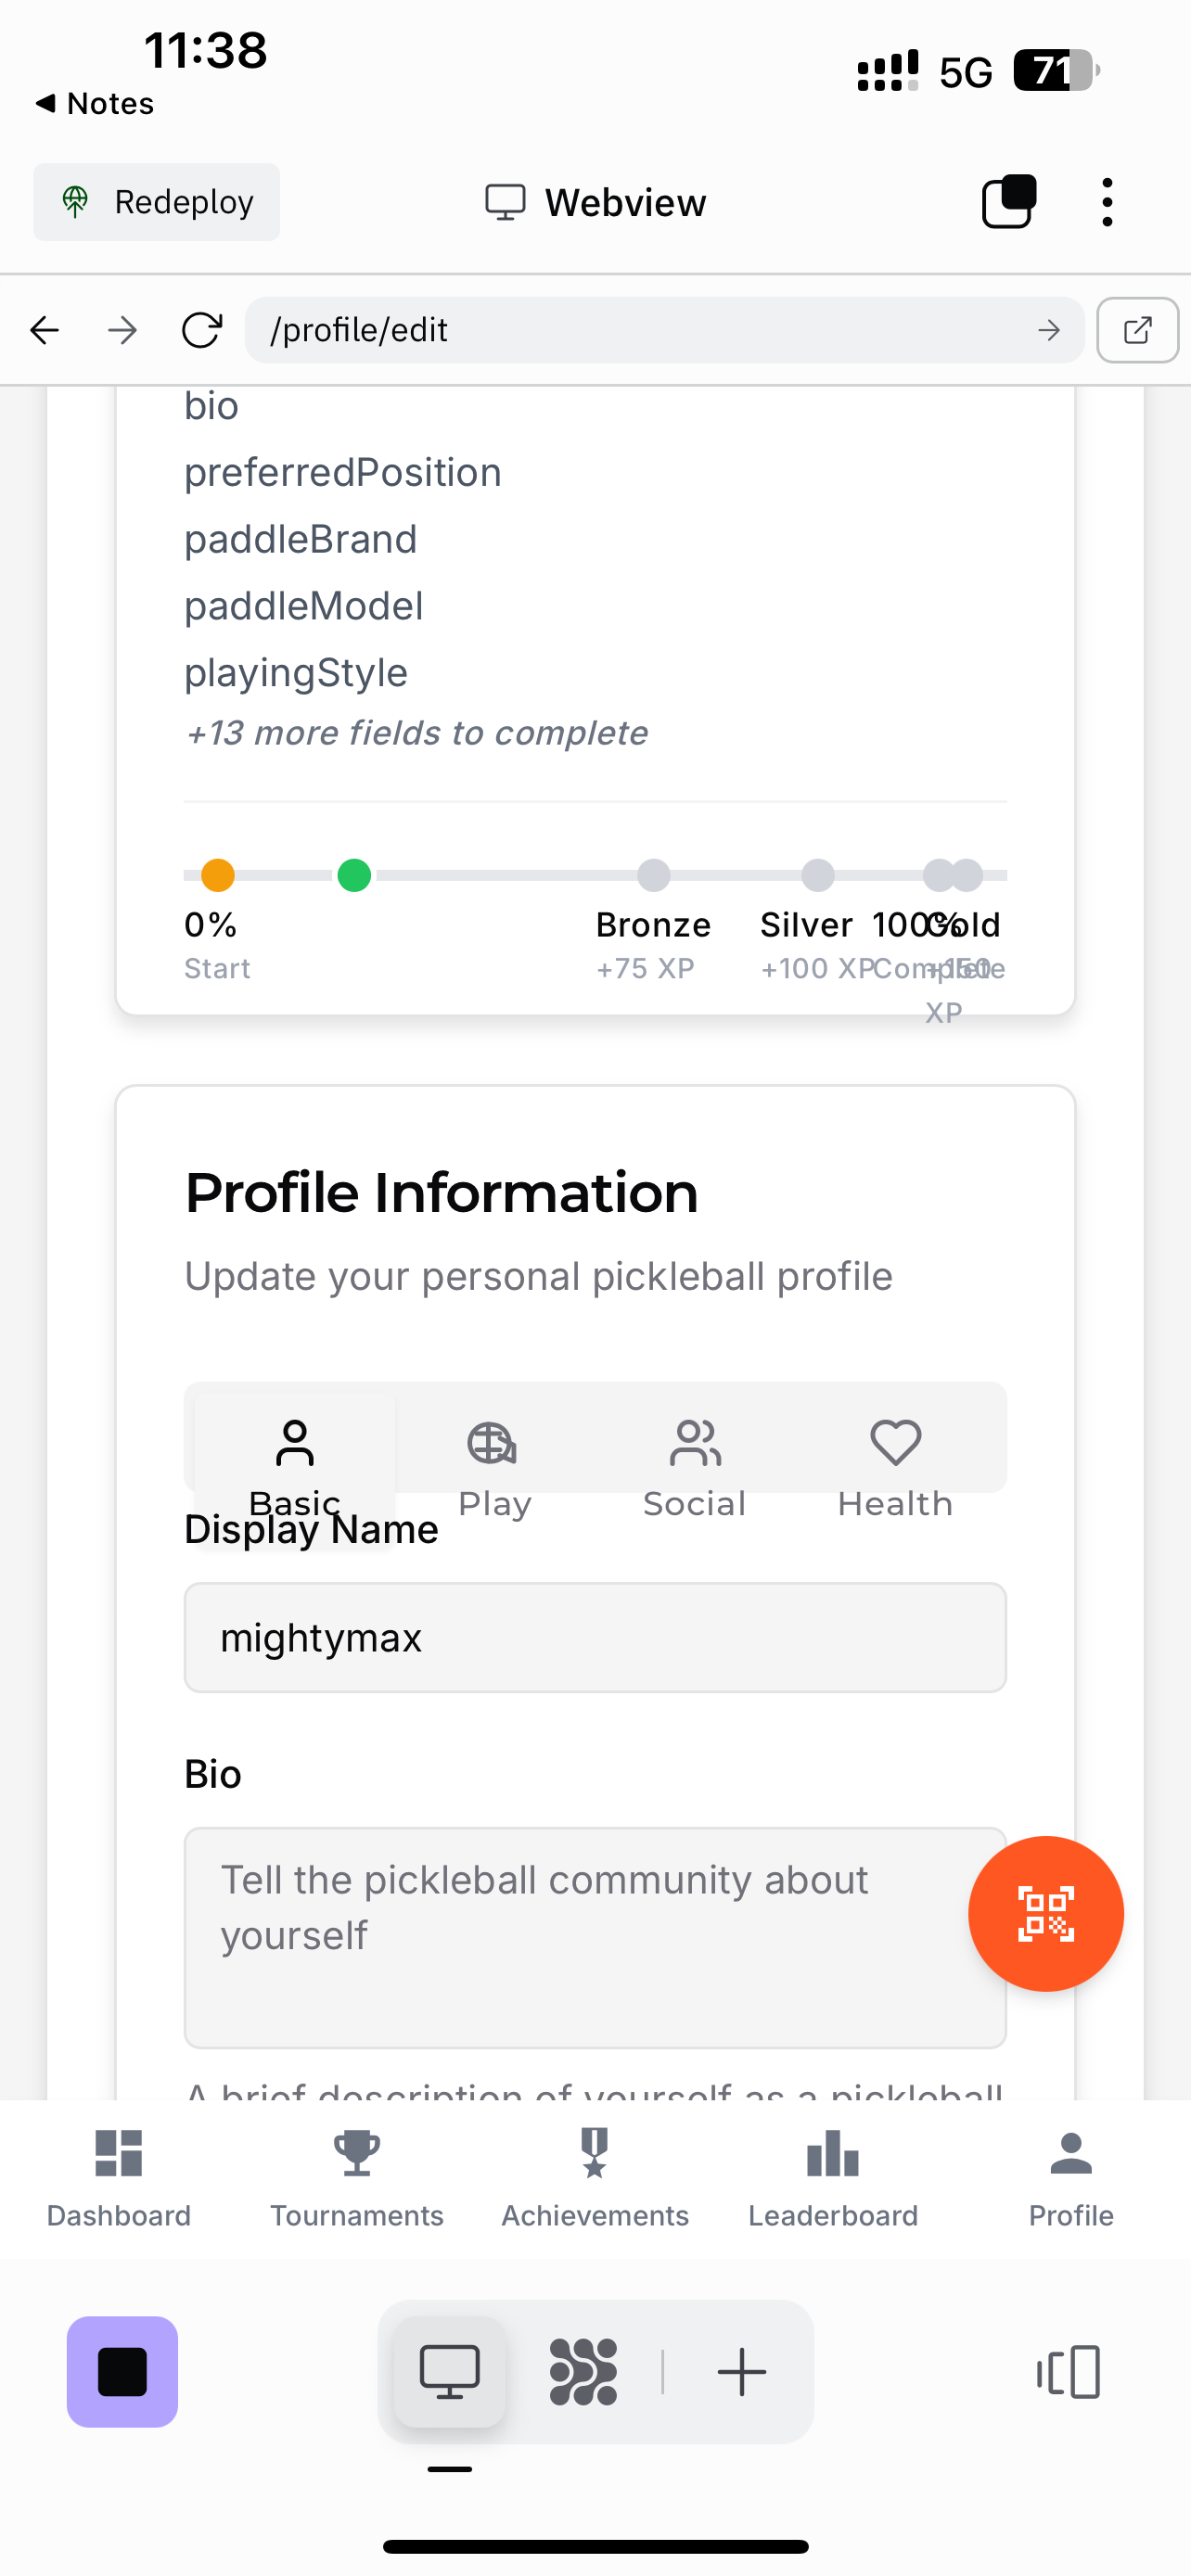 11:38
5G
71
Notes
Redeploy
Webview
/profile/edit
bio
preferredPosition
paddleBrand
paddleModel
playingStyle
+13 more fields to complete
0%
Bronze
Silver
100%
Gold
Start
+75 XP
+100 XP
Complete
+150
XP
Profile Information
Update your personal pickleball profile
Basic
Play
Social
Health
Display Name
mightymax
Bio
Tell the pickleball community about
yourself
A brief description of yourself as a pickleball
Dashboard
Tournaments
Achievements
Leaderboard
Profile